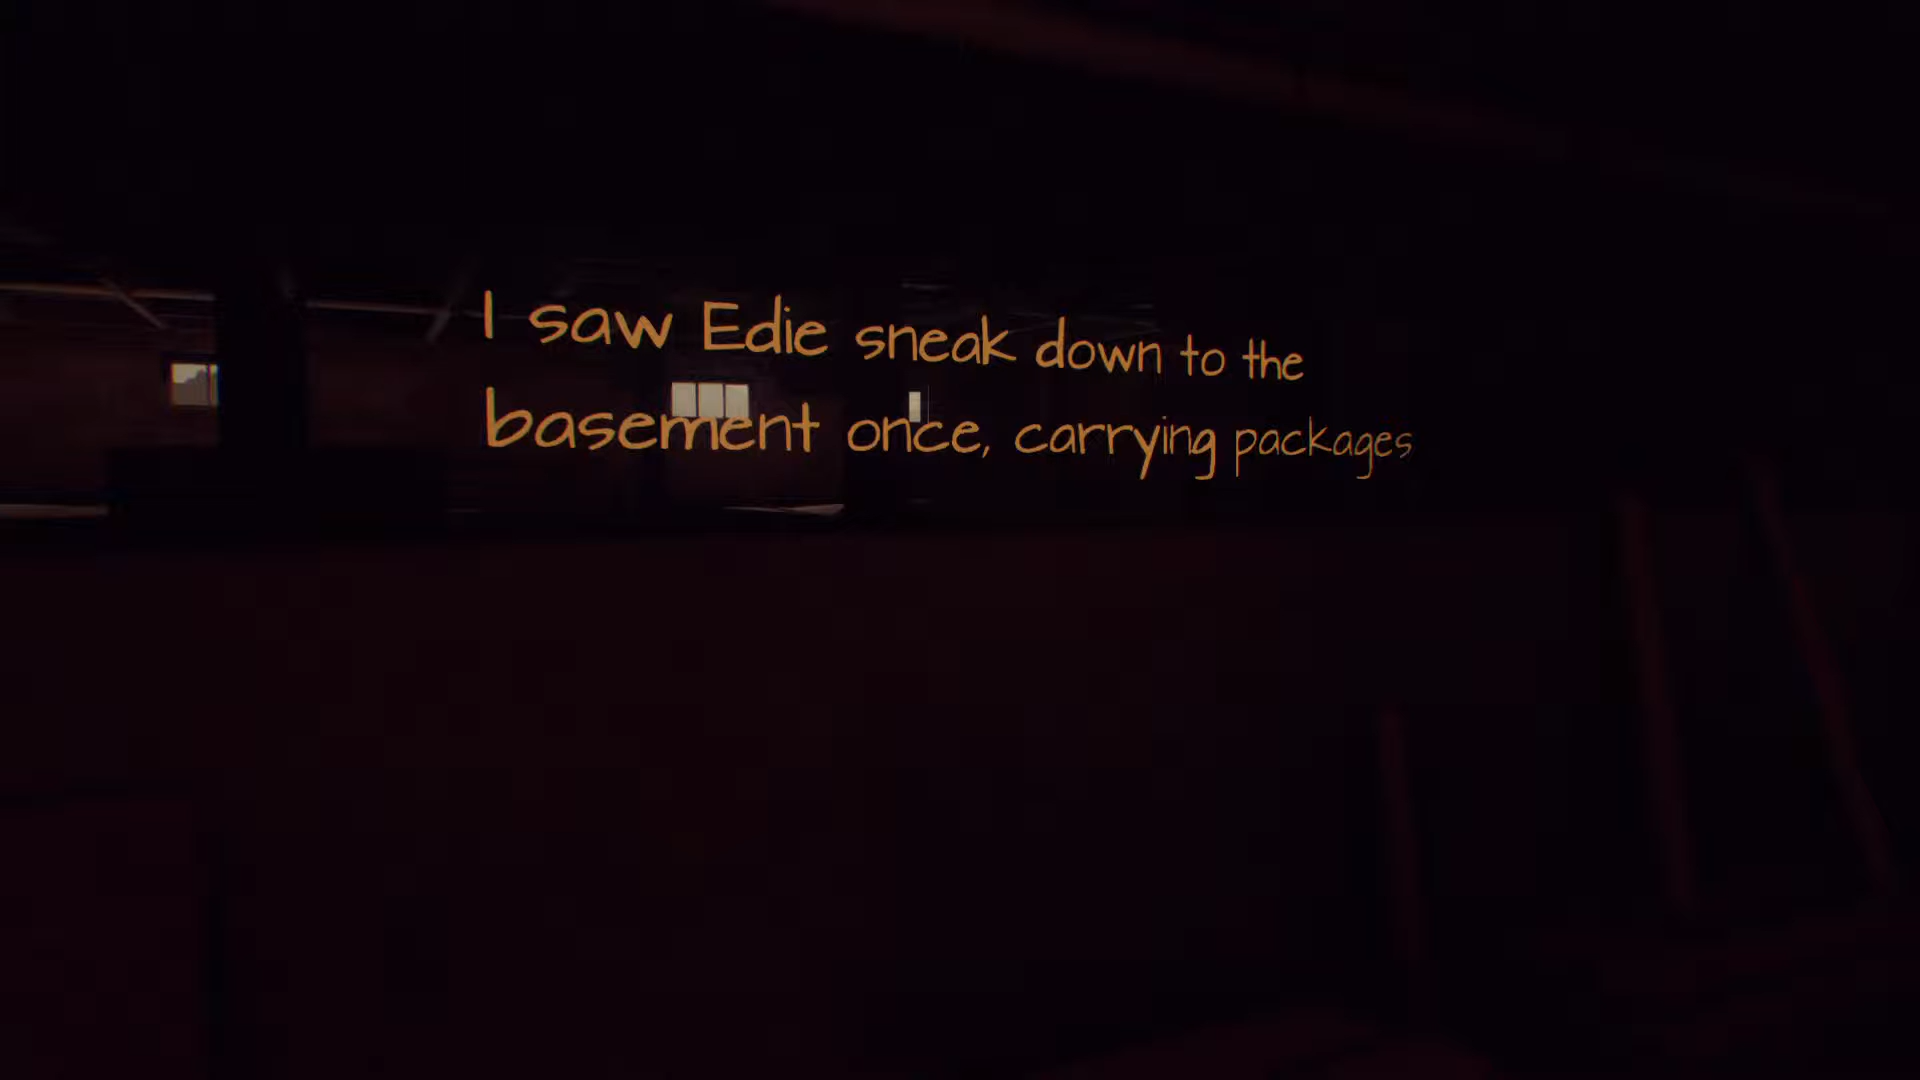 I saw Edie sneak down to the
basement once, carrying packages